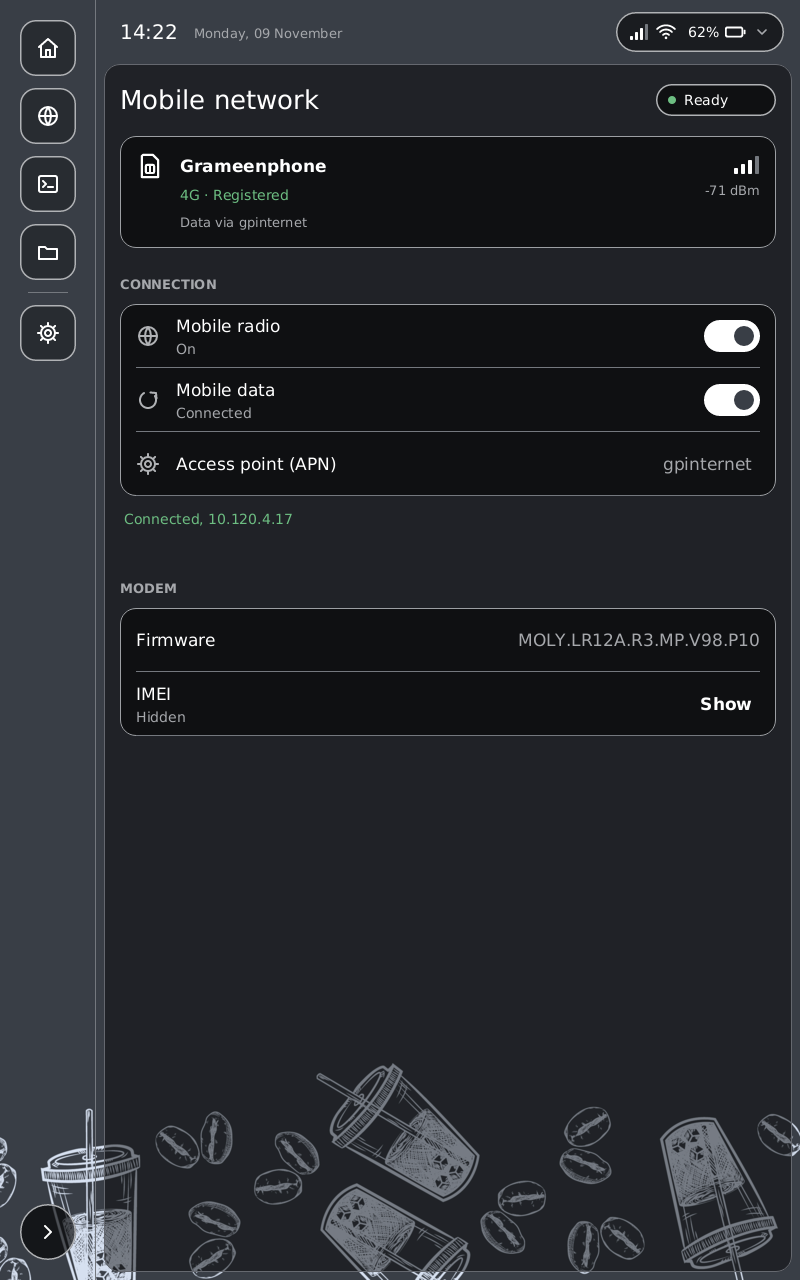 14:22 Monday, 09 November 62%
Mobile network Ready
Grameenphone
4G · Registered -71 dBm
Data via gpinternet
CONNECTION
Mobile radio
On
Mobile data
Connected
Access point (APN) gpinternet
Connected, 10.120.4.17
MODEM
Firmware MOLY.LR12A.R3.MP.V98.P10
IMEI
Hidden Show